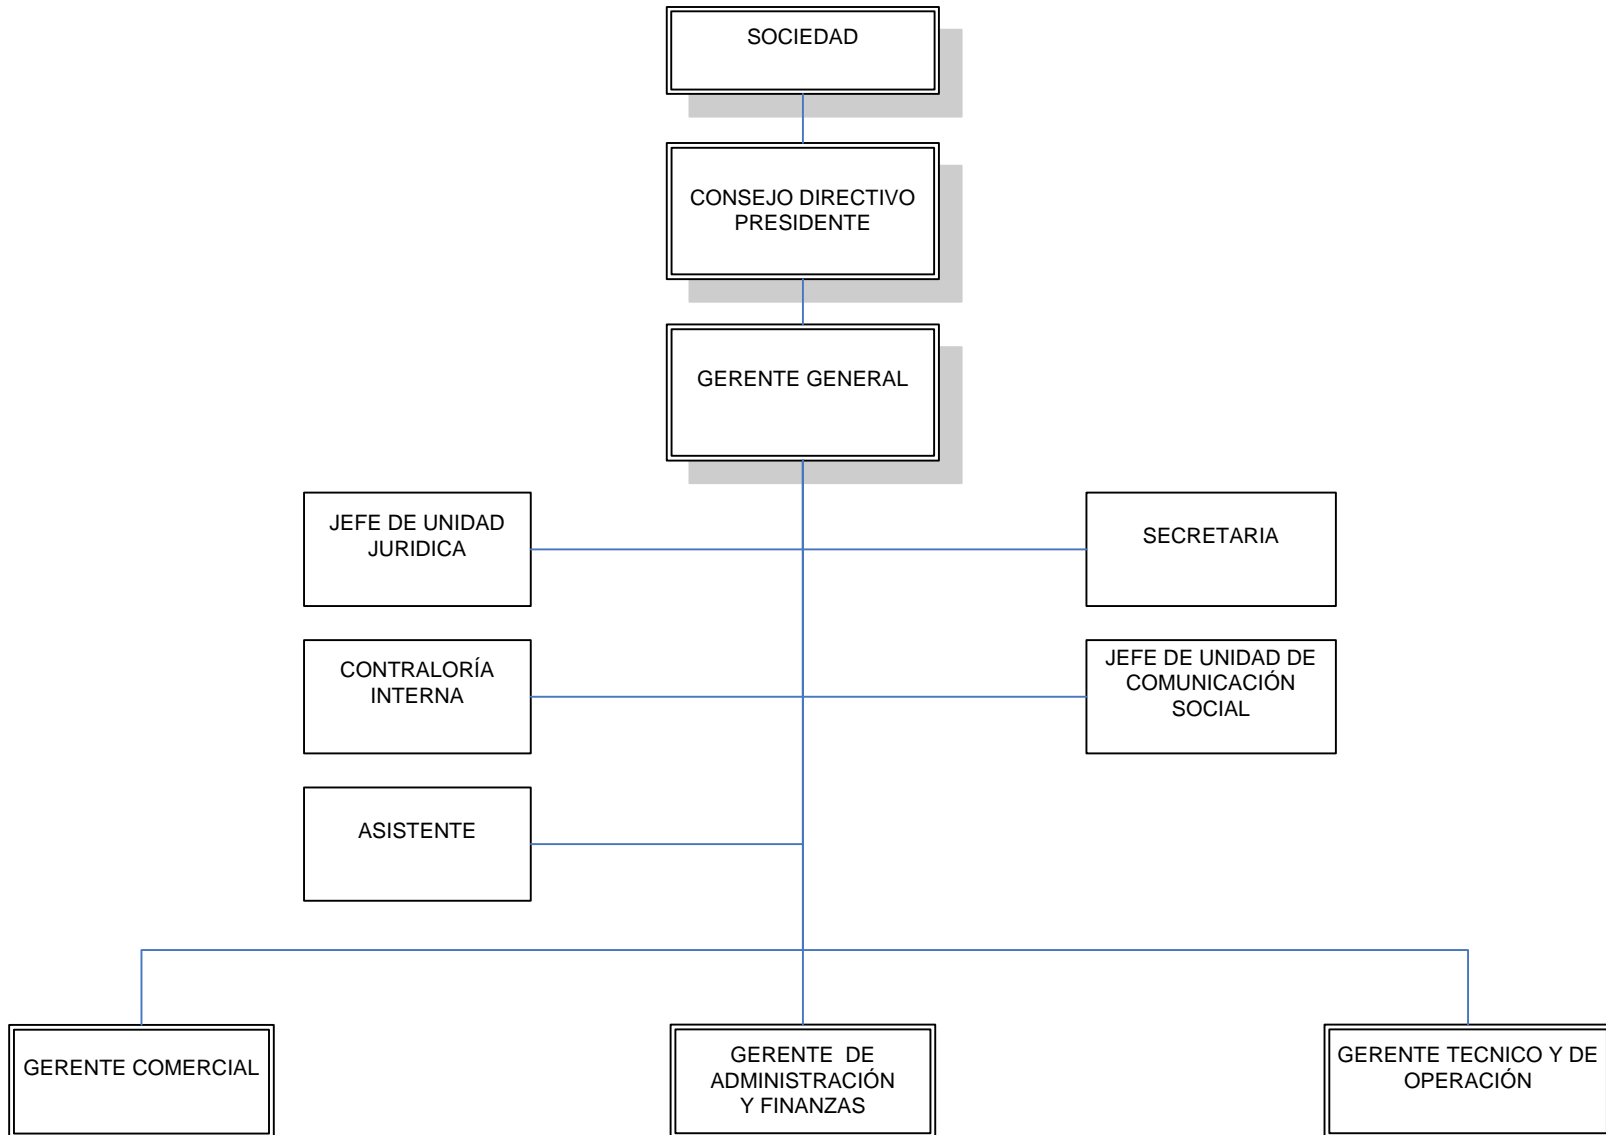 SOCIEDAD
CONSEJO DIRECTIVO
PRESIDENTE
GERENTE GENERAL
JEFE DE UNIDAD
JURIDICA
SECRETARIA
CONTRALORÍA
INTERNA
JEFE DE UNIDAD DE
COMUNICACIÓN
SOCIAL
ASISTENTE
GERENTE COMERCIAL
GERENTE DE
ADMINISTRACIÓN
Y FINANZAS
GERENTE TECNICO Y DE
OPERACIÓN